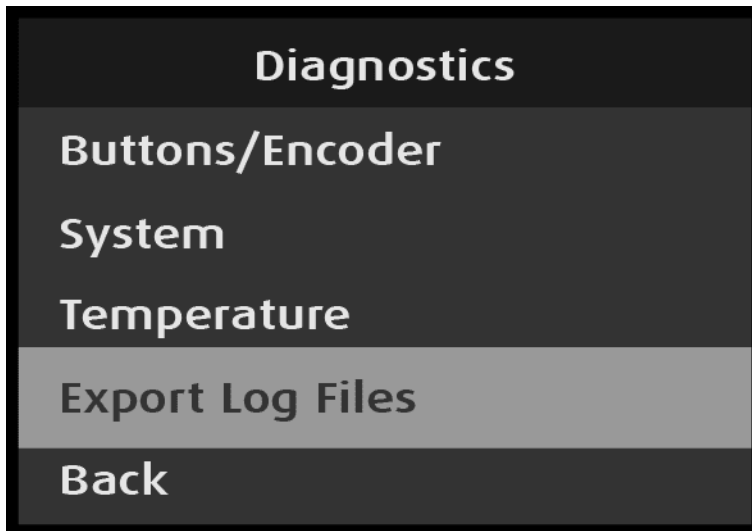 Diagnostics
Buttons/Encoder
System
Temperature
Export Log Files
Back